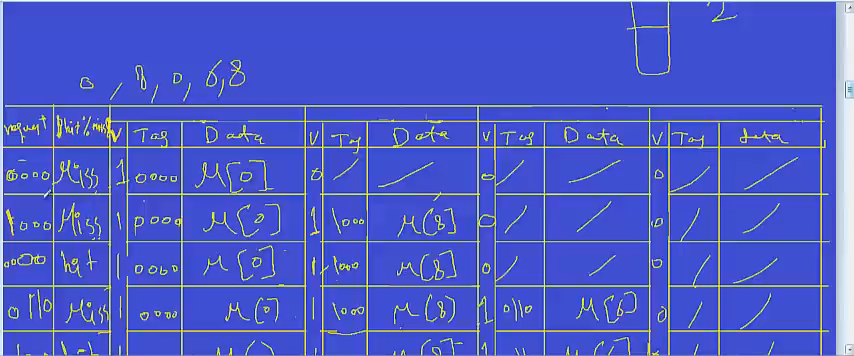 2
0, 8, 0, 6, 8
request hit/miss V Tag Data V Tag Data V Tag Data V Tag data
0000 Miss 1 0000 M[0] 0 / / 0 / / 0 / /
1000 Miss 1 0000 M[0] 1 1000 M[8] 0 / / 0 / /
0000 hit 1 0000 M[0] 1 1000 M[8] 0 / / 0 / /
0110 Miss 1 0000 M[0] 1 1000 M[8] 1 0110 M[6] 0 / /